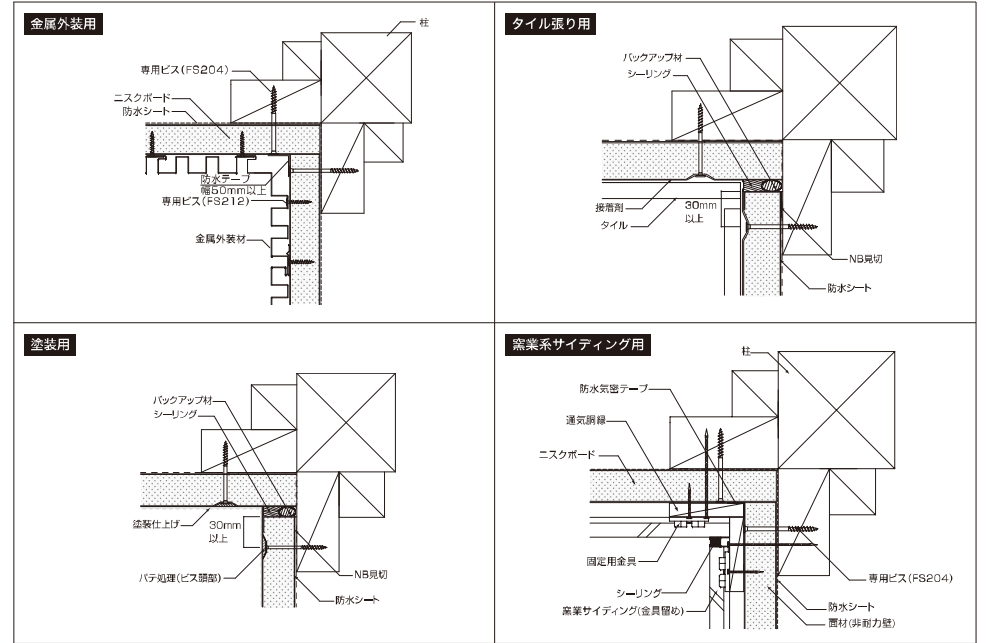 金属外装用
柱
専用ビス(FS204)
ニスクボード
防水シート
防水テープ
幅50mm以上
専用ビス(FS212)
金属外装材
タイル張り用
バックアップ材
シーリング
接着剤
30mm
以上
タイル
NB見切
防水シート
塗装用
バックアップ材
シーリング
塗装仕上げ
30mm
以上
パテ処理(ビス頭部)
NB見切
防水シート
窯業系サイディング用
柱
防水気密テープ
通気胴縁
ニスクボード
固定用金具
シーリング
窯業サイディング(金具留め)
専用ビス(FS204)
防水シート
面材(非耐力壁)